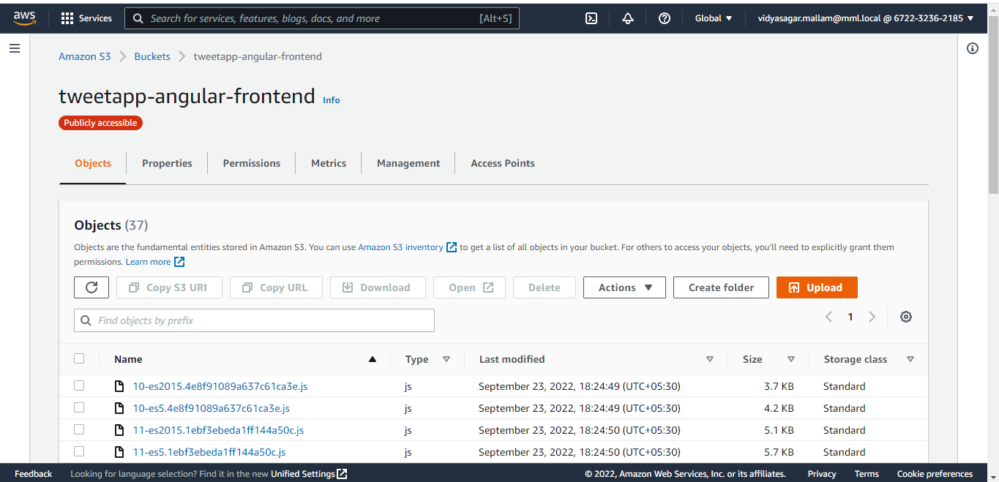 aws Services Search for services, features, blogs, docs, and more [Alt+S] Global ▼ vidyasagar.mallam@mml.local @ 6722-3236-2185 ▼
Amazon S3 > Buckets > tweetapp-angular-frontend
tweetapp-angular-frontend Info
Publicly accessible
Objects Properties Permissions Metrics Management Access Points
Objects (37)
Objects are the fundamental entities stored in Amazon S3. You can use Amazon S3 inventory to get a list of all objects in your bucket. For others to access your objects, you'll need to explicitly grant them
permissions. Learn more
Copy S3 URI Copy URL Download Open Delete Actions ▼ Create folder Upload
Find objects by prefix < 1 >
Name Type Last modified Size Storage class
10-es2015.4e8f91089a637c61ca3e.js js September 23, 2022, 18:24:49 (UTC+05:30) 3.7 KB Standard
10-es5.4e8f91089a637c61ca3e.js js September 23, 2022, 18:24:49 (UTC+05:30) 4.2 KB Standard
11-es2015.1ebf3ebeda1ff144a50c.js js September 23, 2022, 18:24:50 (UTC+05:30) 5.1 KB Standard
11-es5.1ebf3ebeda1ff144a50c.js js September 23, 2022, 18:24:50 (UTC+05:30) 5.7 KB Standard
Feedback Looking for language selection? Find it in the new Unified Settings © 2022, Amazon Web Services, Inc. or its affiliates. Privacy Terms Cookie preferences